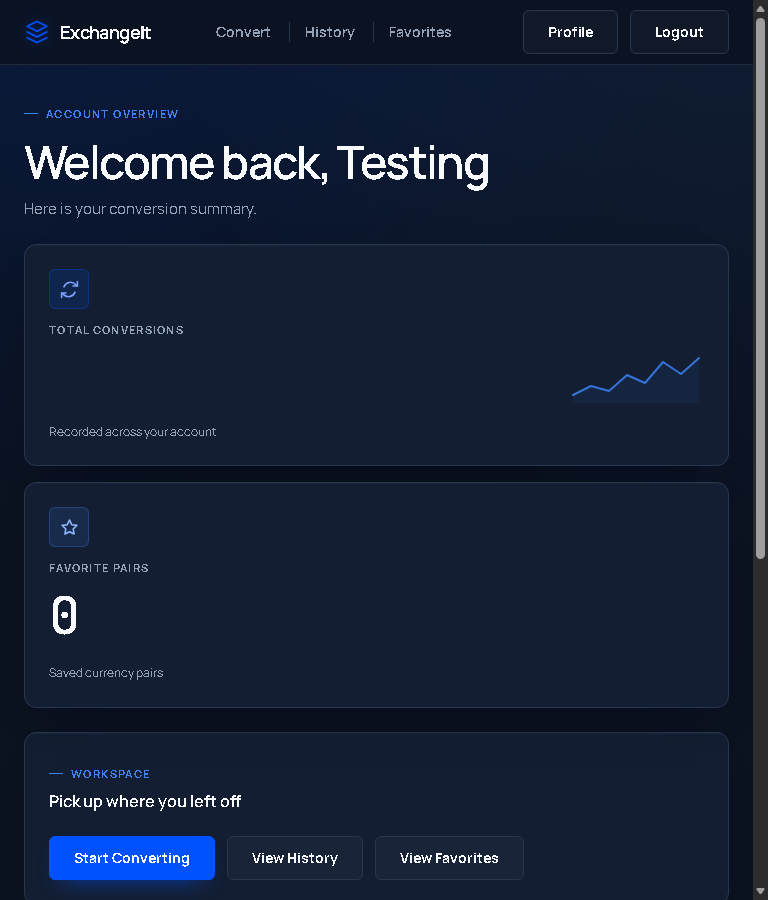 ExchangeIt
Convert
History
Favorites
Profile
Logout
ACCOUNT OVERVIEW
Welcome back, Testing
Here is your conversion summary.
TOTAL CONVERSIONS
Recorded across your account
FAVORITE PAIRS
0
Saved currency pairs
WORKSPACE
Pick up where you left off
Start Converting
View History
View Favorites